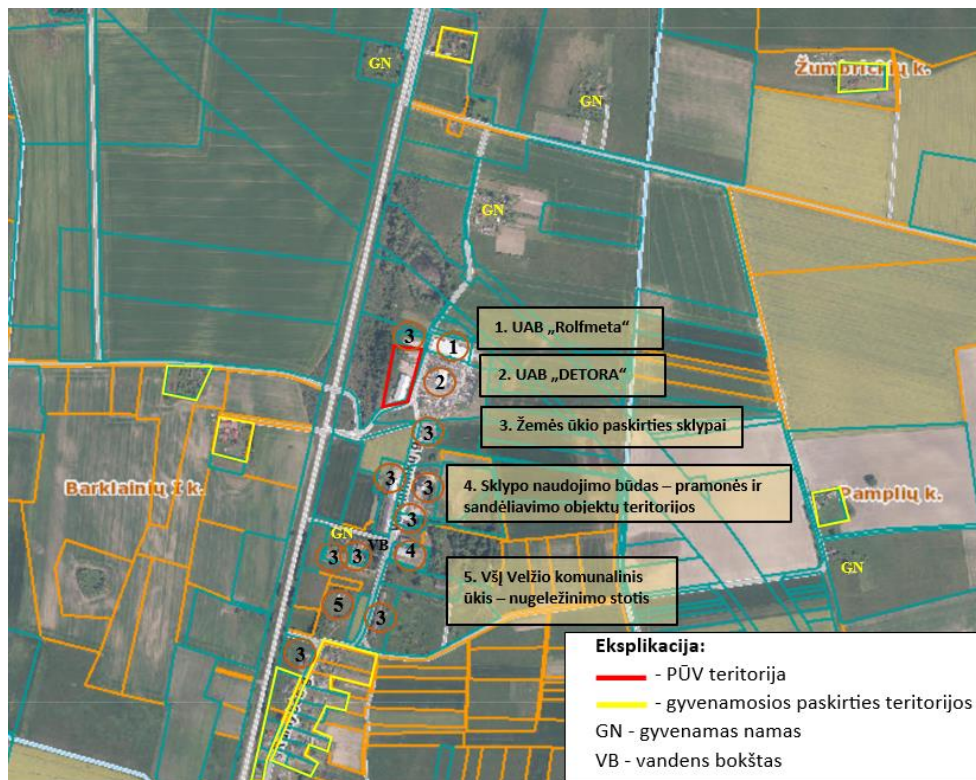 GN
Žumbrickių k.
GN
GN
3
1. UAB „Rolfmeta“
1
2. UAB „DETORA“
2
3. Žemės ūkio paskirties sklypai
3
3
3
4. Sklypo naudojimo būdas – pramonės ir
sandėliavimo objektų teritorijos
Barklainių I k.
Pamplių k.
3
GN
VB
3
3
4
GN
5. VšĮ Velžio komunalinis
ūkis – nugeležinimo stotis
5
3
3
Eksplikacija:
- PŪV teritorija
- gyvenamosios paskirties teritorijos
GN - gyvenamas namas
VB - vandens bokštas